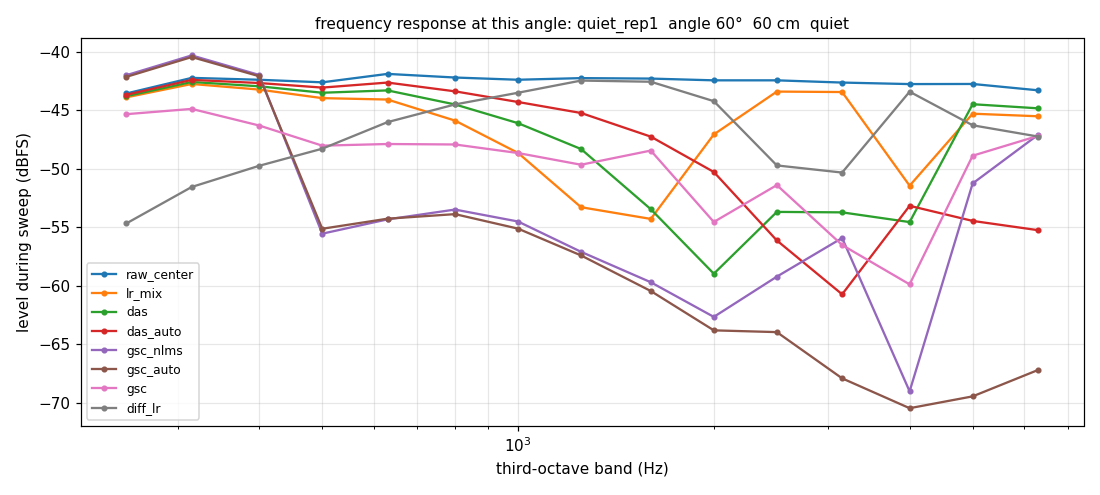 frequency response at this angle: quiet_rep1  angle 60°  60 cm  quiet
level during sweep (dBFS)
−40
−45
−50
−55
−60
−65
−70
raw_center
lr_mix
das
das_auto
gsc_nlms
gsc_auto
gsc
diff_lr
10³
third-octave band (Hz)